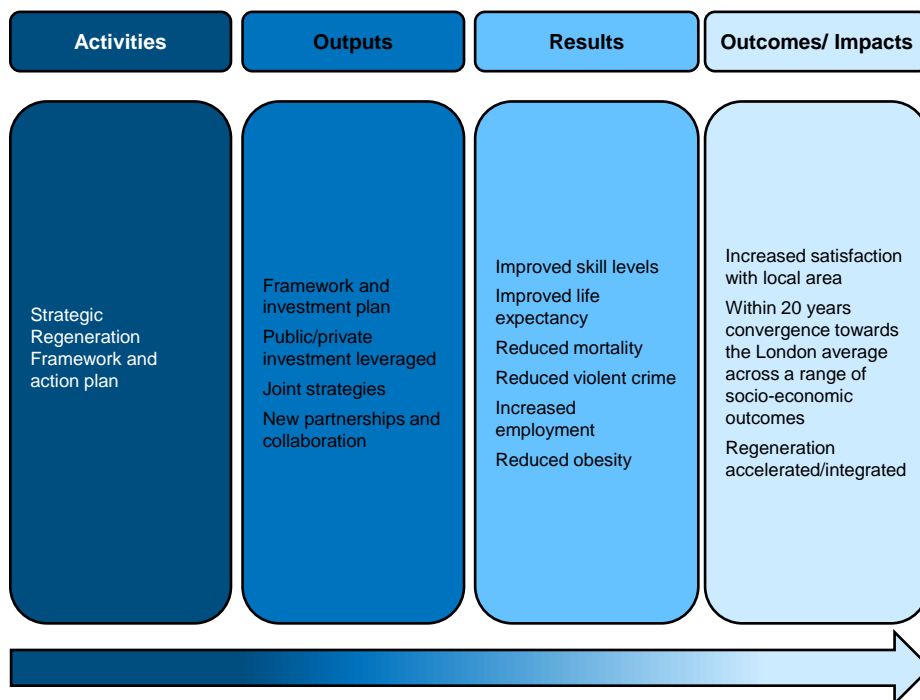 Activities
Outputs
Results
Outcomes/ Impacts
Strategic
Regeneration
Framework and
action plan
Framework and
investment plan
Public/private
investment leveraged
Joint strategies
New partnerships and
collaboration
Improved skill levels
Improved life
expectancy
Reduced mortality
Reduced violent crime
Increased
employment
Reduced obesity
Increased satisfaction
with local area
Within 20 years
convergence towards
the London average
across a range of
socio-economic
outcomes
Regeneration
accelerated/integrated